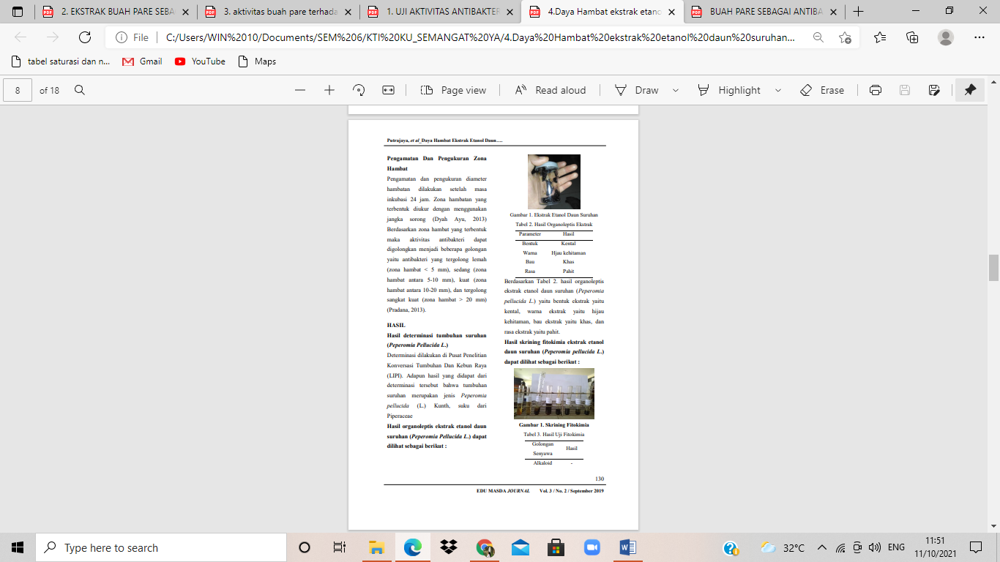 2. EKSTRAK BUAH PARE SEBA
3. aktivitas buah pare terhada
1. UJI AKTIVITAS ANTIBAKTER
4.Daya Hambat ekstrak etano
BUAH PARE SEBAGAI ANTIBA
File
C:/Users/WIN%2010/Documents/SEM%206/KTI%20KU_SEMANGAT%20YA/4.Daya%20Hambat%20ekstrak%20etanol%20daun%20suruhan...
tabel saturasi dan n...
Gmail
YouTube
Maps
8
of 18
Page view
Read aloud
Draw
Highlight
Erase
Putrajaya, et al_Daya Hambat Ekstrak Etanol Daun….
Pengamatan Dan Pengukuran Zona
Hambat
Pengamatan dan pengukuran diameter
hambatan dilakukan setelah masa
inkubasi 24 jam. Zona hambatan yang
terbentuk diukur dengan menggunakan
jangka sorong (Dyah Ayu, 2013)
Berdasarkan zona hambat yang terbentuk
maka aktivitas antibakteri dapat
digolongkan menjadi beberapa golongan
yaitu antibakteri yang tergolong lemah
(zona hambat < 5 mm), sedang (zona
hambat antara 5-10 mm), kuat (zona
hambat antara 10-20 mm), dan tergolong
sangkat kuat (zona hambat > 20 mm)
(Pradana, 2013).
HASIL
Hasil determinasi tumbuhan suruhan
(Peperomia Pellucida L.)
Determinasi dilakukan di Pusat Penelitian
Konversasi Tumbuhan Dan Kebun Raya
(LIPI). Adapun hasil yang didapat dari
determinasi tersebut bahwa tumbuhan
suruhan merupakan jenis Peperomia
pellucida (L.) Kunth, suku dari
Piperaceae
Hasil organoleptis ekstrak etanol daun
suruhan (Peperomia Pellucida L.) dapat
dilihat sebagai berikut :
Gambar 1. Ekstrak Etanol Daun Suruhan
Tabel 2. Hasil Organoleptis Ekstrak
Parameter Hasil
Bentuk Kental
Warna Hjau kehitaman
Bau Khas
Rasa Pahit
Berdasarkan Tabel 2. hasil organoleptis
ekstrak etanol daun suruhan (Peperomia
pellucida L.) yaitu bentuk ekstrak yaitu
kental, warna ekstrak yaitu hijau
kehitaman, bau ekstrak yaitu khas, dan
rasa ekstrak yaitu pahit.
Hasil skrining fitokimia ekstrak etanol
daun suruhan (Peperomia pellucida L.)
dapat dilihat sebagai berikut :
Gambar 1. Skrining Fitokimia
Tabel 3. Hasil Uji Fitokimia
Golongan
Senyawa
Hasil
Alkaloid -
130
EDU MASDA JOURNAL Vol. 3 / No. 2 / September 2019
Type here to search
32°C
ENG
11:51
11/10/2021